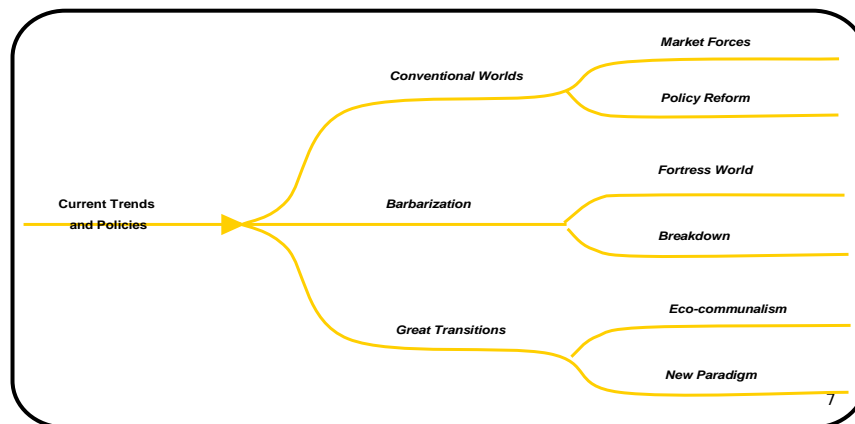 Market Forces
Conventional Worlds
Policy Reform
Fortress World
Current Trends
and Policies
Barbarization
Breakdown
Eco-communalism
Great Transitions
New Paradigm
7